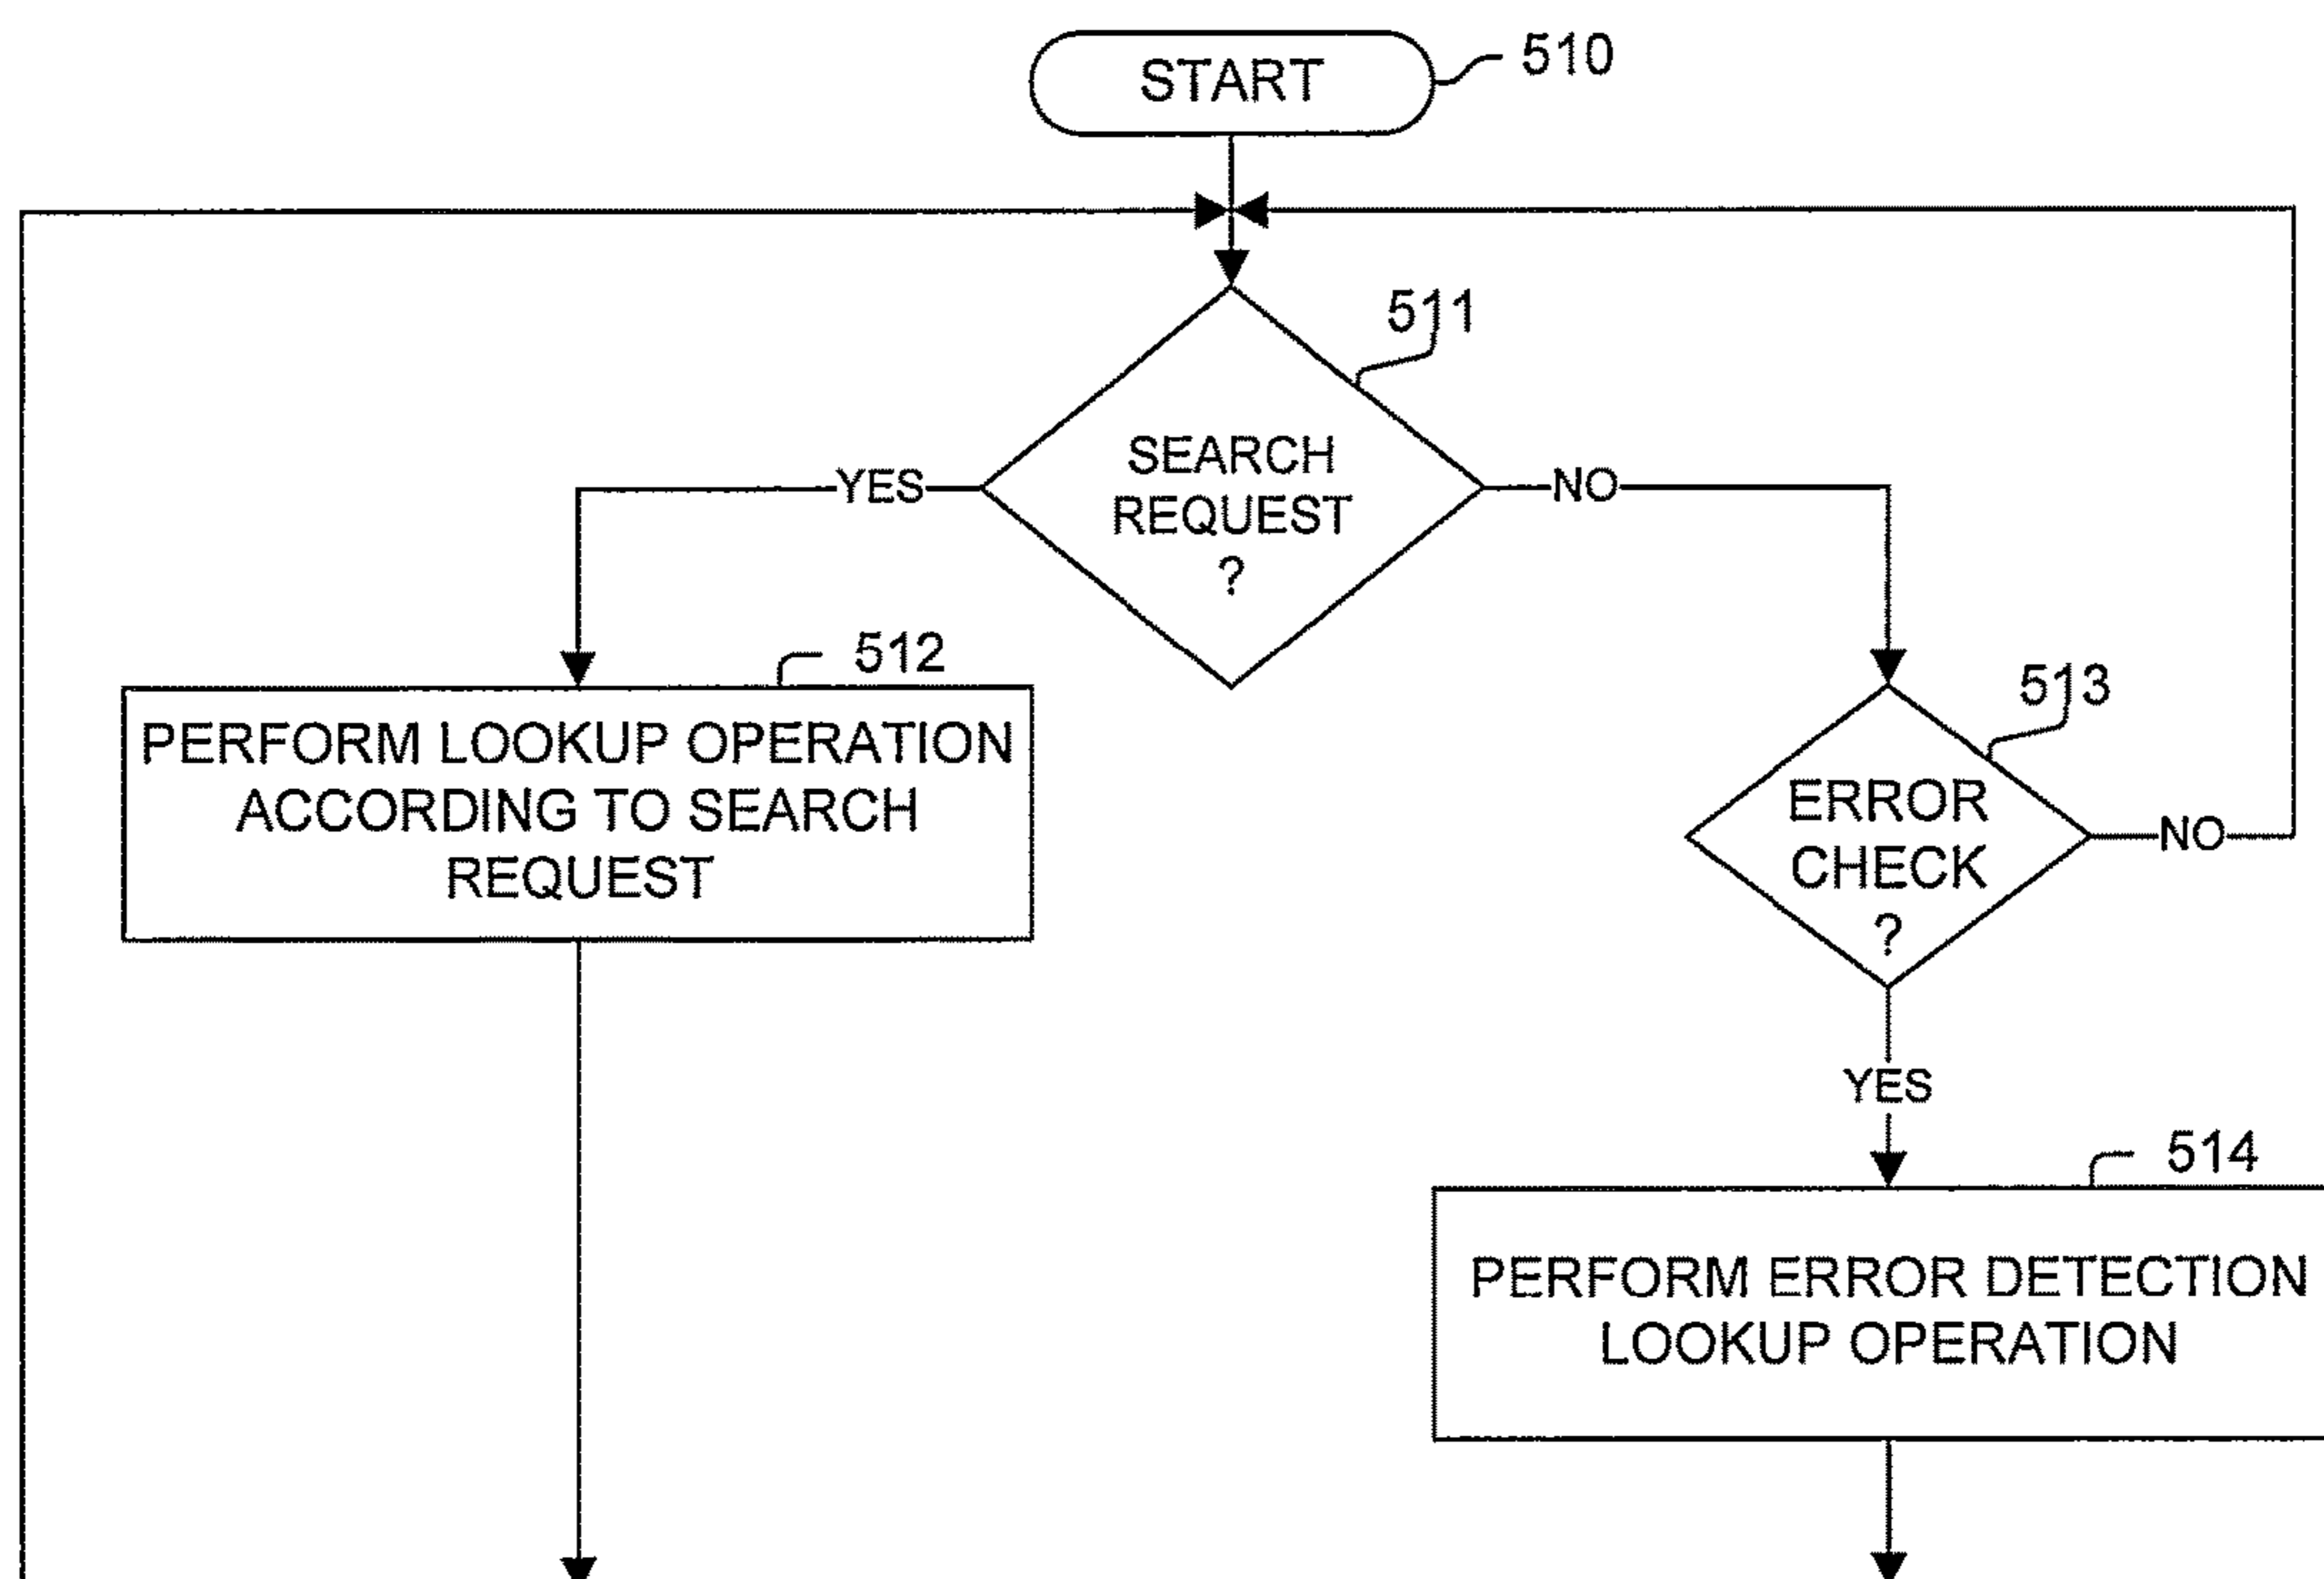 START
510
511
SEARCH
REQUEST
?
YES
NO
512
PERFORM LOOKUP OPERATION
ACCORDING TO SEARCH
REQUEST
513
ERROR
CHECK
?
NO
YES
514
PERFORM ERROR DETECTION
LOOKUP OPERATION